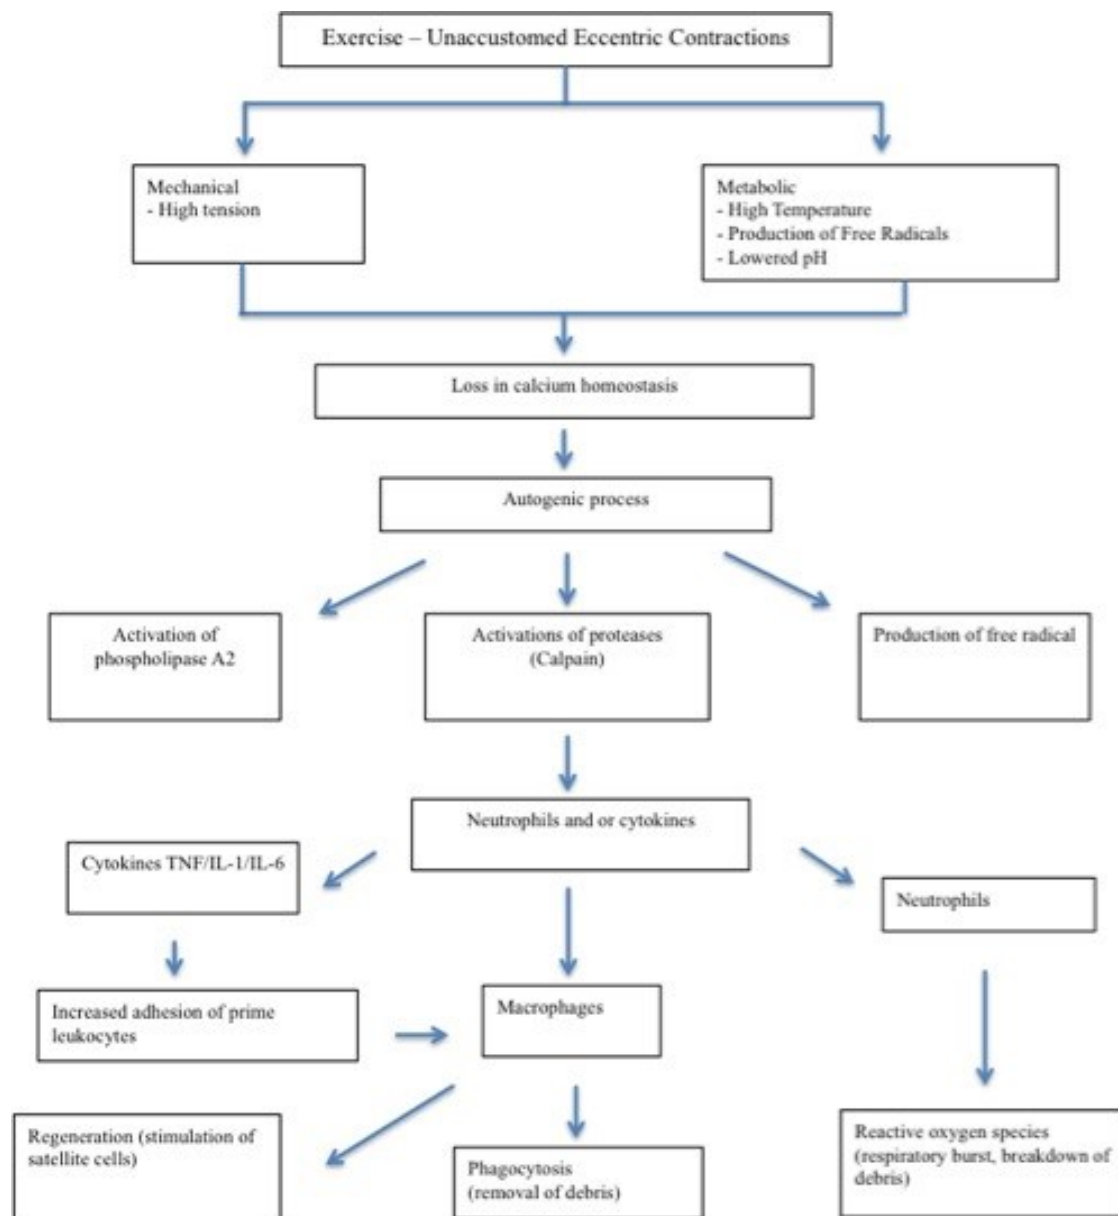 Exercise – Unaccustomed Eccentric Contractions
Mechanical
- High tension
Metabolic
- High Temperature
- Production of Free Radicals
- Lowered pH
Loss in calcium homeostasis
Autogenic process
Activation of
phospholipase A2
Activations of proteases
(Calpain)
Production of free radical
Neutrophils and or cytokines
Cytokines TNF/IL-1/IL-6
Neutrophils
Increased adhesion of prime
leukocytes
Macrophages
Regeneration (stimulation of
satellite cells)
Phagocytosis
(removal of debris)
Reactive oxygen species
(respiratory burst, breakdown of
debris)